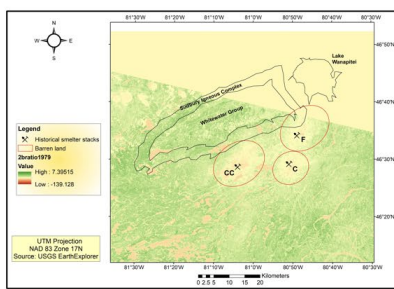 81°30'W 81°20'W 81°10'W 81°0'W 80°50'W 80°40'W 80°30'W
N
W E
S
Lake
Wanapitei
46°50'N
46°40'N
46°30'N
46°20'N
Sudbury Igneous Complex
Whitewater Group
F
C
CC
Legend
Historical smelter stacks
Barren land
2bratio1979
Value
High : 7.39515
Low : -139.128
UTM Projection
NAD 83 Zone 17N
Source: USGS EarthExplorer
81°30'W 81°20'W 81°10'W 81°0'W 80°50'W 80°40'W 80°30'W
Kilometers
0 2.5 5 10 15 20